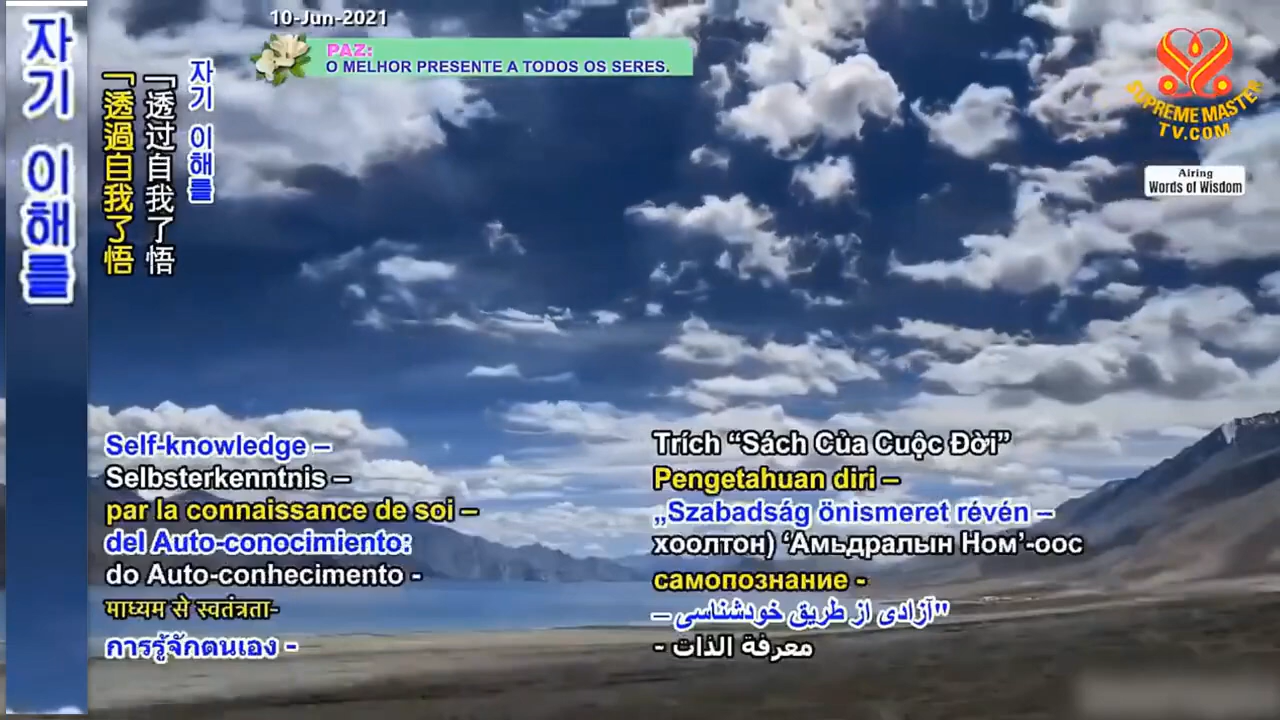 10-Jun-2021
PAZ:
O MELHOR PRESENTE A TODOS OS SERES.
SUPREME MASTER
TV.COM
Airing
Words of Wisdom
자기 이해를
자기 이해를
「透过自我了悟
「透過自我了悟
Self-knowledge –
Selbsterkenntnis –
par la connaissance de soi –
del Auto-conocimiento:
do Auto-conhecimento -
माध्यम से स्वतंत्रता-
การรู้จักตนเอง -
Trích “Sách Của Cuộc Đời”
Pengetahuan diri –
„Szabadság önismeret révén –
хоолтон) ‘Амьдралын Ном’-оос
самопознание -
"آزادی از طریق خودشناسی –
معرفة الذات -